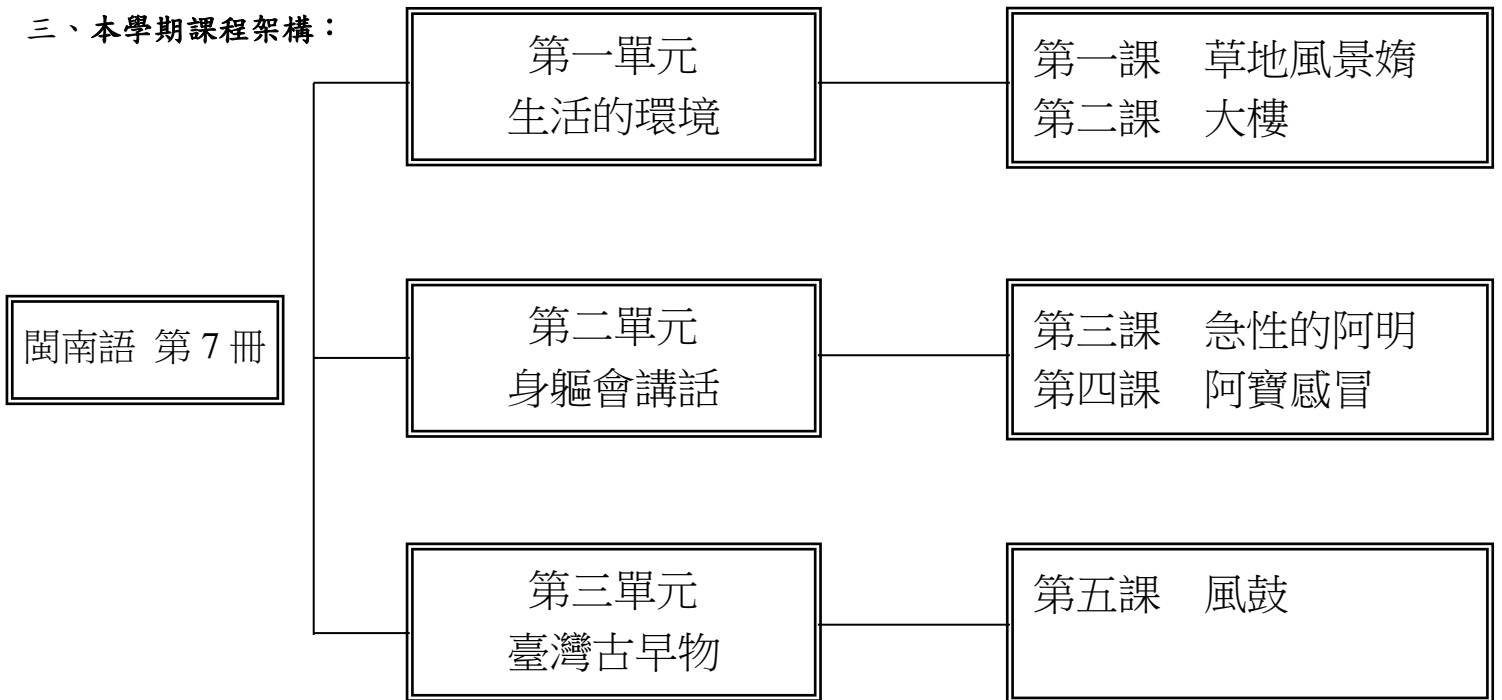 三、本學期課程架構：
閩南語 第 7 冊
第一單元
生活的環境
第一課　草地風景媠
第二課　大樓
第二單元
身軀會講話
第三課　急性的阿明
第四課　阿寶感冒
第三單元
臺灣古早物
第五課　風鼓